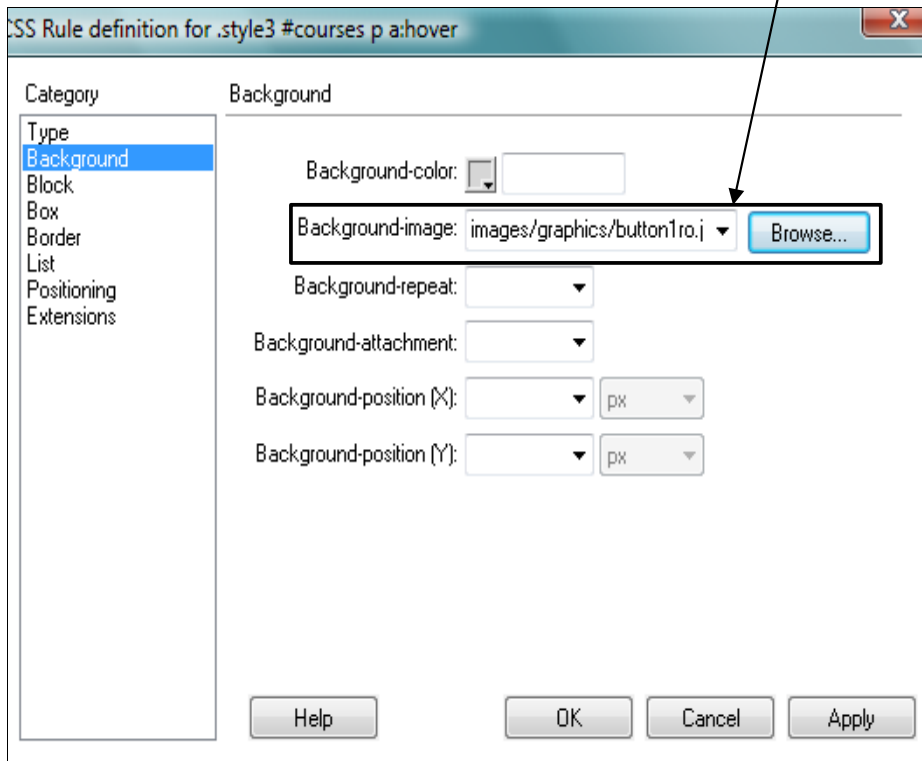 CSS Rule definition for .style3 #courses p a:hover
X
Category
Background
Type
Background
Block
Box
Border
List
Positioning
Extensions
Background-color:
Background-image: images/graphics/button1ro.j Browse...
Background-repeat:
Background-attachment:
Background-position (X): px
Background-position (Y): px
Help OK Cancel Apply